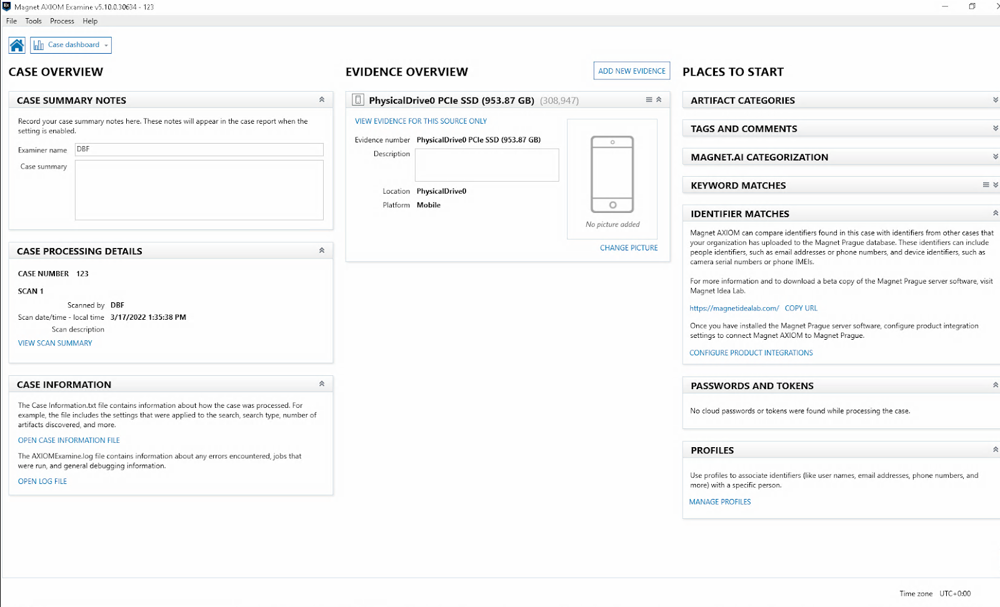 Magnet AXIOM Examine v5.10.0.30634 - 123
File Tools Process Help
Case dashboard
CASE OVERVIEW
CASE SUMMARY NOTES
Record your case summary notes here. These notes will appear in the case report when the
setting is enabled.
Examiner name DBF
Case summary
CASE PROCESSING DETAILS
CASE NUMBER 123
SCAN 1
Scanned by DBF
Scan date/time - local time 3/17/2022 1:35:38 PM
Scan description
VIEW SCAN SUMMARY
CASE INFORMATION
The Case Information.txt file contains information about how the case was processed. For
example, the file includes the settings that were applied to the search, search type, number of
artifacts discovered, and more.
OPEN CASE INFORMATION FILE
The AXIOMExamine.log file contains information about any errors encountered, jobs that
were run, and general debugging information.
OPEN LOG FILE
EVIDENCE OVERVIEW
ADD NEW EVIDENCE
PhysicalDrive0 PCIe SSD (953.87 GB) (308,947)
VIEW EVIDENCE FOR THIS SOURCE ONLY
Evidence number PhysicalDrive0 PCIe SSD (953.87 GB)
Description
Location PhysicalDrive0
Platform Mobile
No picture added
CHANGE PICTURE
PLACES TO START
ARTIFACT CATEGORIES
TAGS AND COMMENTS
MAGNET.AI CATEGORIZATION
KEYWORD MATCHES
IDENTIFIER MATCHES
Magnet AXIOM can compare identifiers found in this case with identifiers from other cases that
your organization has uploaded to the Magnet Prague database. These identifiers can include
people identifiers, such as email addresses or phone numbers, and device identifiers, such as
camera serial numbers or phone IMEIs.
For more information and to download a beta copy of the Magnet Prague server software, visit
Magnet Idea Lab.
https://magnetidealab.com/ COPY URL
Once you have installed the Magnet Prague server software, configure product integration
settings to connect Magnet AXIOM to Magnet Prague.
CONFIGURE PRODUCT INTEGRATIONS
PASSWORDS AND TOKENS
No cloud passwords or tokens were found while processing the case.
PROFILES
Use profiles to associate identifiers (like user names, email addresses, phone numbers, and
more) with a specific person.
MANAGE PROFILES
Time zone UTC+0:00